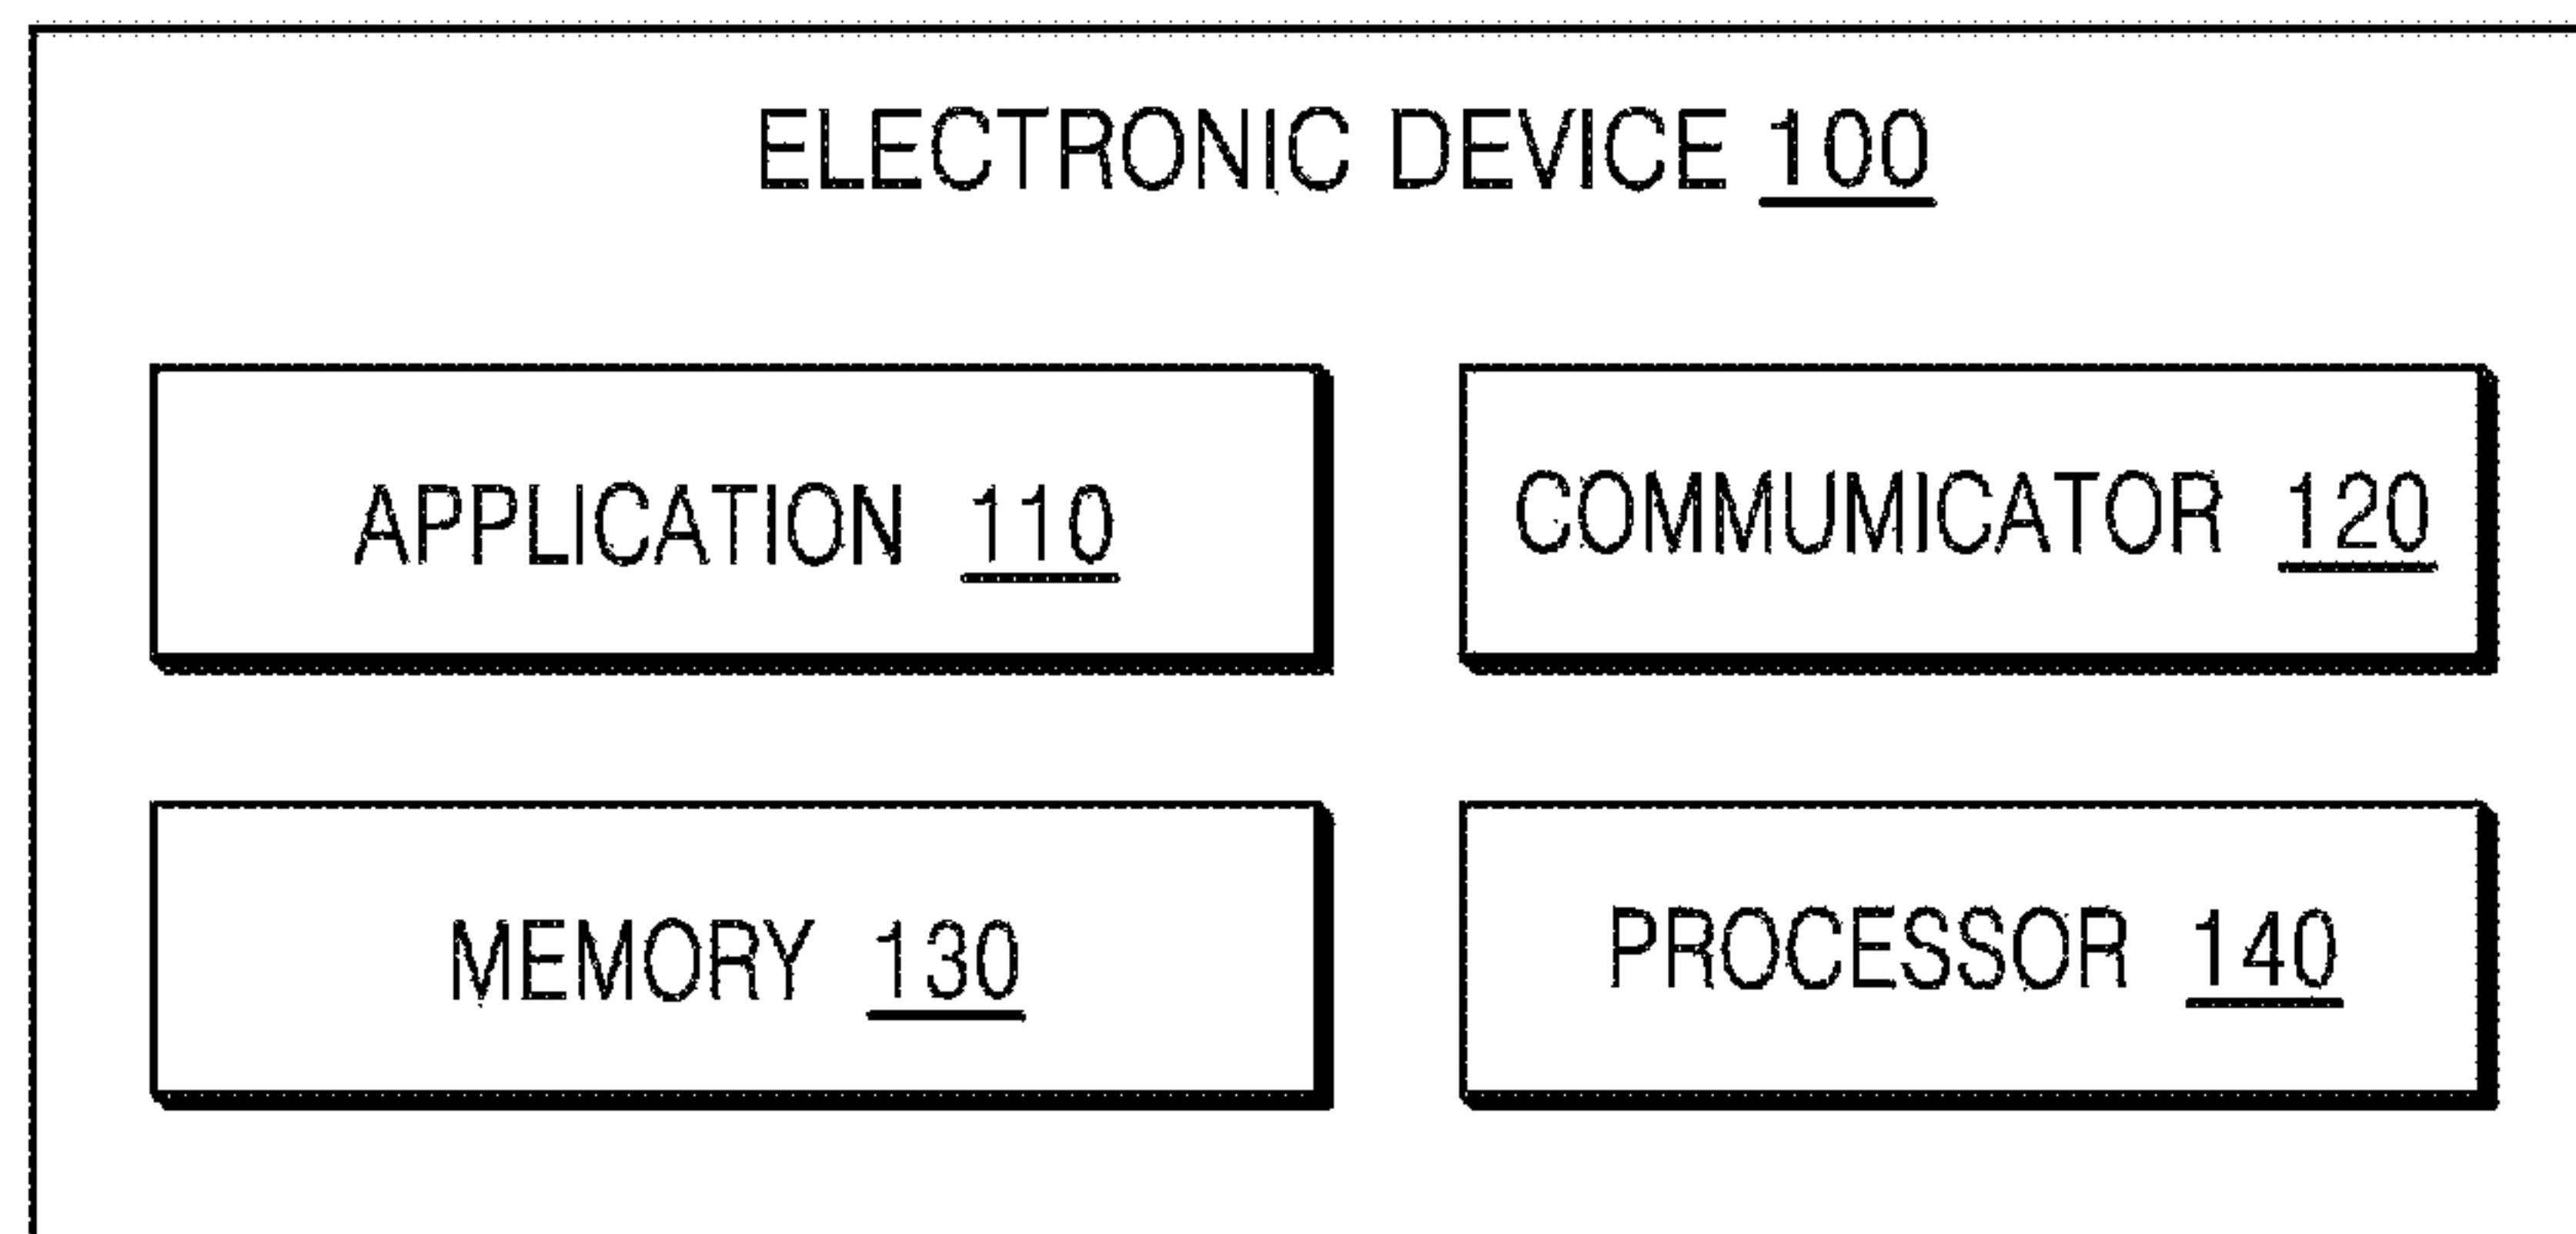 ELECTRONIC DEVICE 100
APPLICATION 110
COMMUMICATOR 120
MEMORY 130
PROCESSOR 140